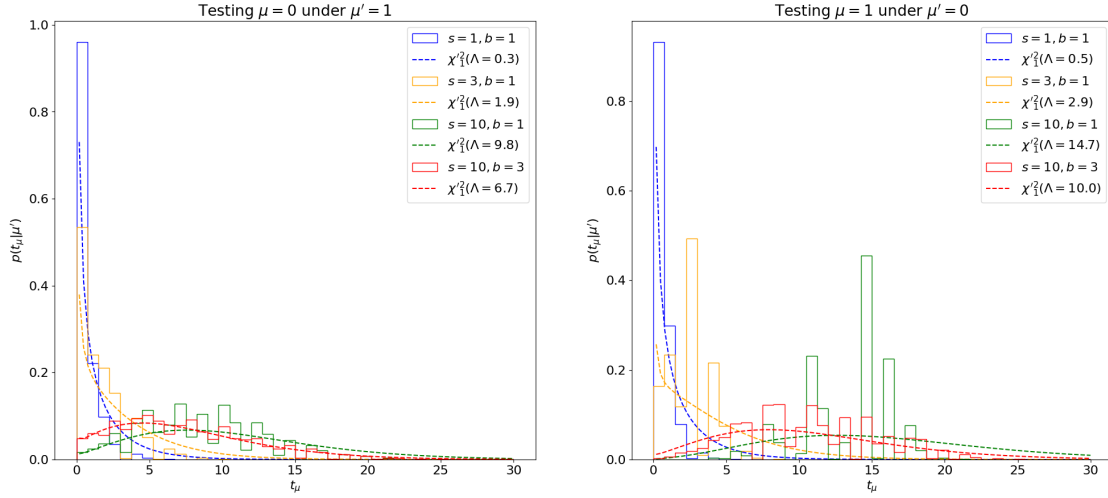 Testing μ=0 under μ′=1
1.0
0.8
0.6
0.4
0.2
0.0
p(t_μ|μ′)
0
5
10
15
20
25
30
t_μ
s=1, b=1
χ′²₁(Λ=0.3)
s=3, b=1
χ′²₁(Λ=1.9)
s=10, b=1
χ′²₁(Λ=9.8)
s=10, b=3
χ′²₁(Λ=6.7)
Testing μ=1 under μ′=0
0.8
0.6
0.4
0.2
0.0
p(t_μ|μ′)
0
5
10
15
20
25
30
t_μ
s=1, b=1
χ′²₁(Λ=0.5)
s=3, b=1
χ′²₁(Λ=2.9)
s=10, b=1
χ′²₁(Λ=14.7)
s=10, b=3
χ′²₁(Λ=10.0)